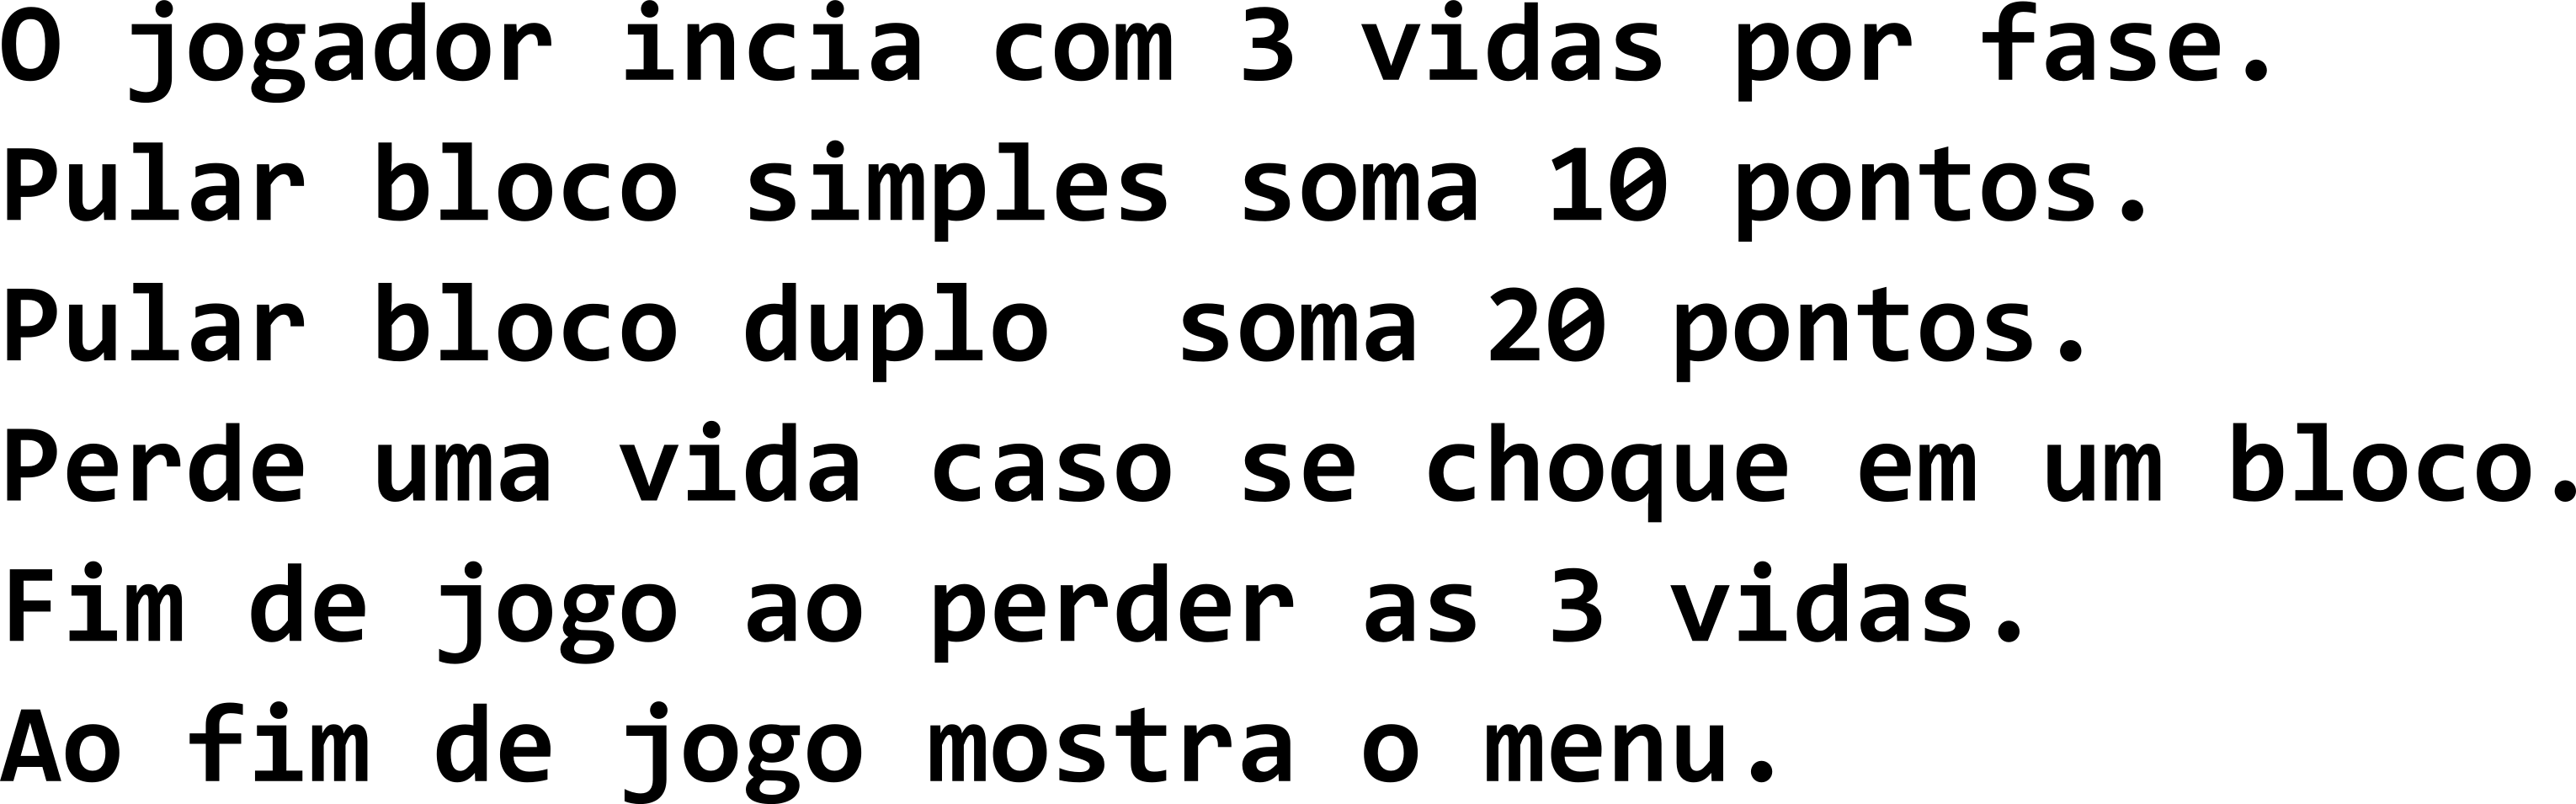 O jogador incia com 3 vidas por fase.
Pular bloco simples soma 10 pontos.
Pular bloco duplo  soma 20 pontos.
Perde uma vida caso se choque em um bloco.
Fim de jogo ao perder as 3 vidas.
Ao fim de jogo mostra o menu.